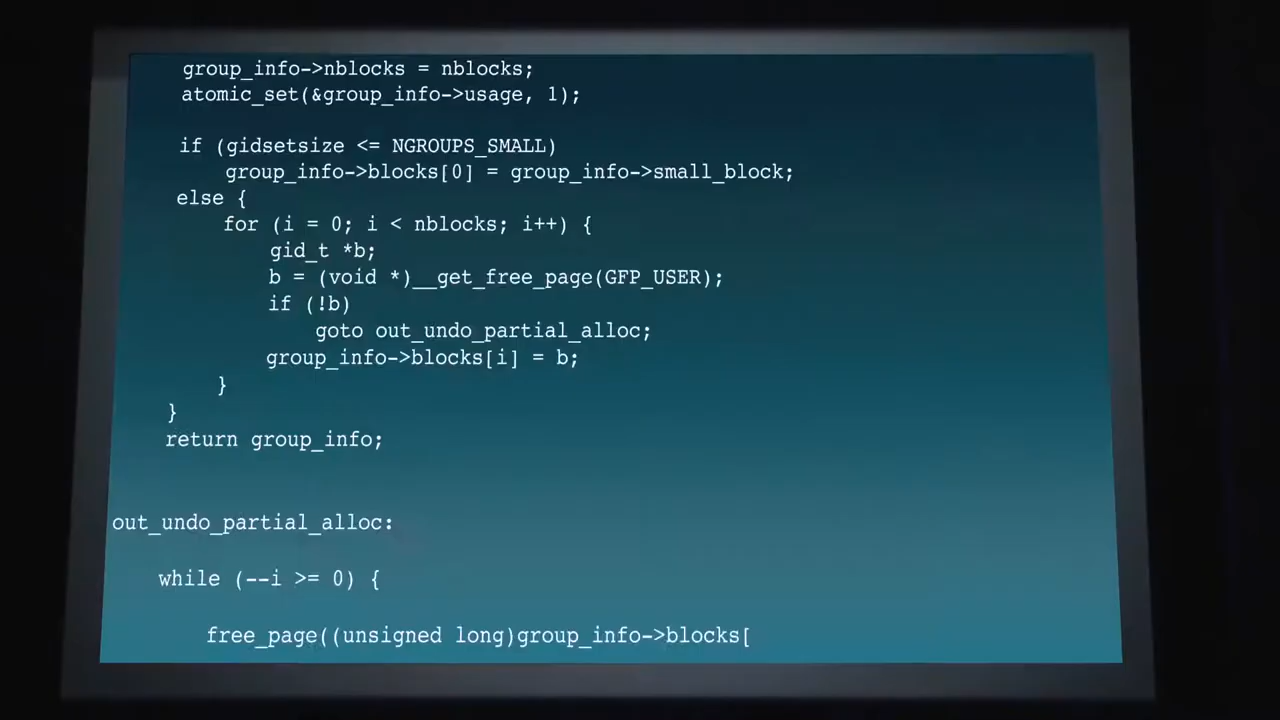 group_info->nblocks = nblocks;
atomic_set(&group_info->usage, 1);
if (gidsetsize <= NGROUPS_SMALL)
group_info->blocks[0] = group_info->small_block;
else {
for (i = 0; i < nblocks; i++) {
gid_t *b;
b = (void *)__get_free_page(GFP_USER);
if (!b)
goto out_undo_partial_alloc;
group_info->blocks[i] = b;
}
}
return group_info;
out_undo_partial_alloc:
while (--i >= 0) {
free_page((unsigned long)group_info->blocks[